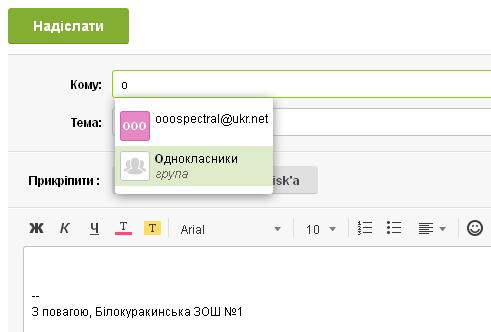 Надіслати
Кому: о
ooo ooospectral@ukr.net
Тема:
Однокласники
група
Прикріпити : isk'a
Ж К Ч Т Т Arial 10
--
З повагою, Білокуракинська ЗОШ №1